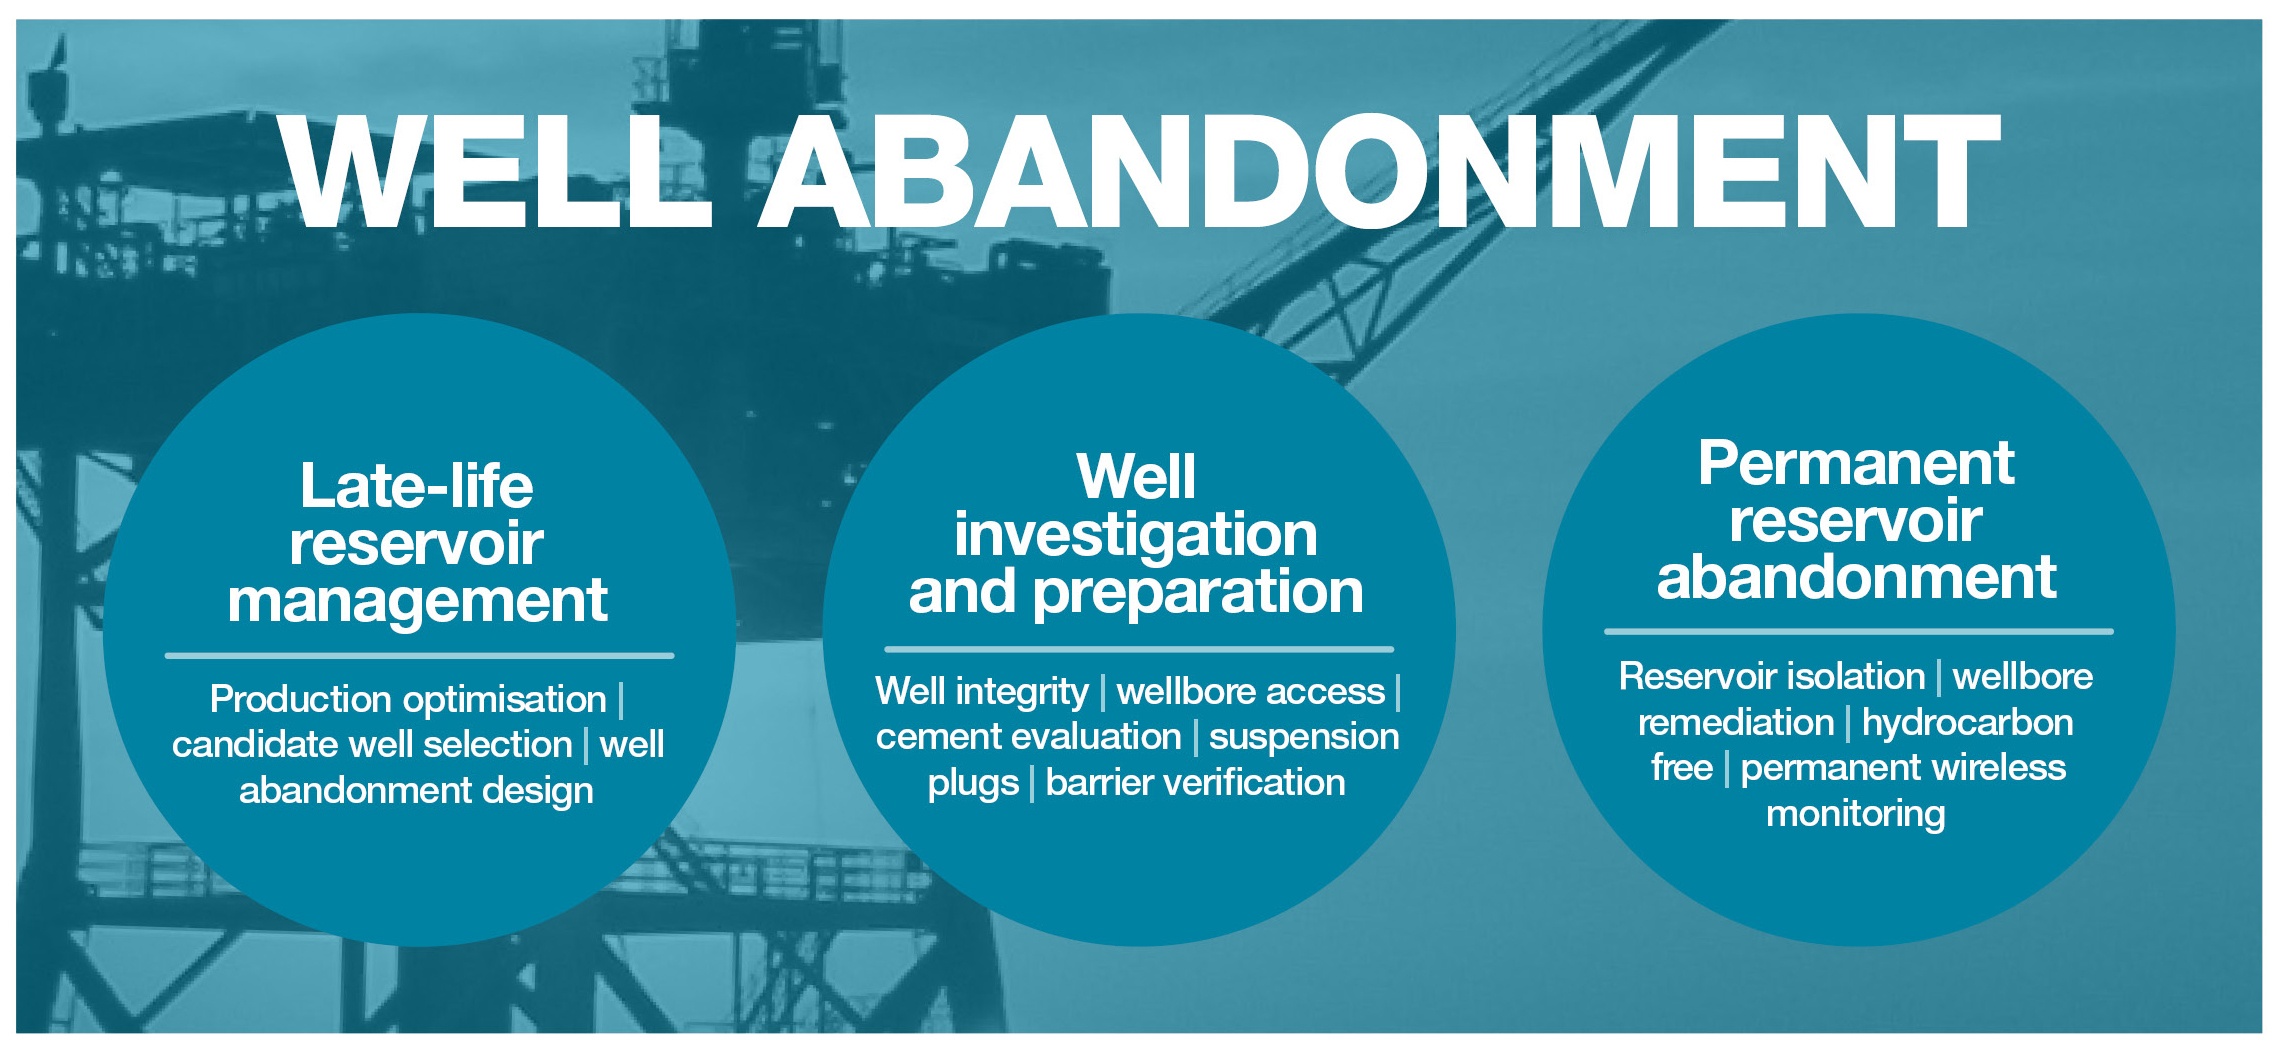 WELL ABANDONMENT
Late-life
reservoir
management
Production optimisation |
candidate well selection | well
abandonment design
Well
investigation
and preparation
Well integrity | wellbore access |
cement evaluation | suspension
plugs | barrier verification
Permanent
reservoir
abandonment
Reservoir isolation | wellbore
remediation | hydrocarbon
free | permanent wireless
monitoring